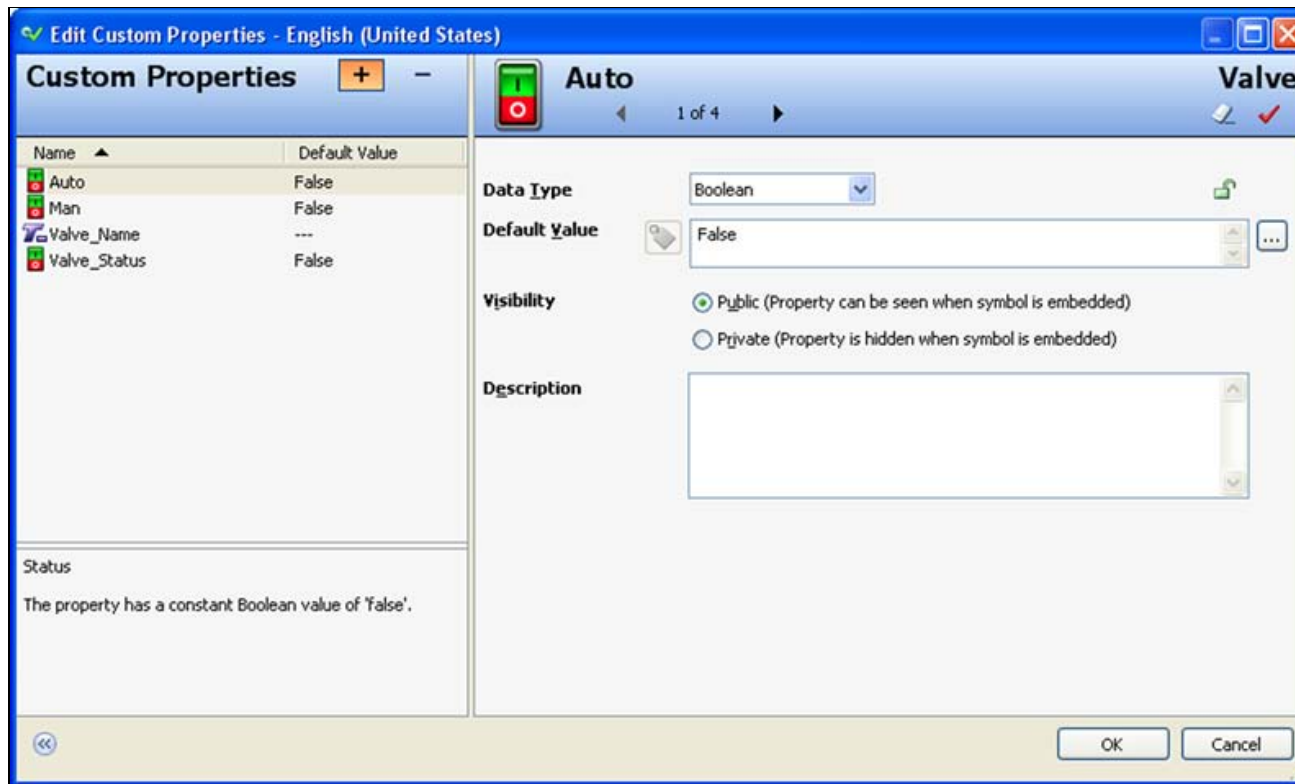 Edit Custom Properties - English (United States)
Custom Properties + −
Auto
Valve
1 of 4
Name Default Value
Auto False
Man False
Valve_Name ---
Valve_Status False
Data Type Boolean
Default Value False
...
Visibility
Public (Property can be seen when symbol is embedded)
Private (Property is hidden when symbol is embedded)
Description
Status
The property has a constant Boolean value of 'false'.
OK Cancel